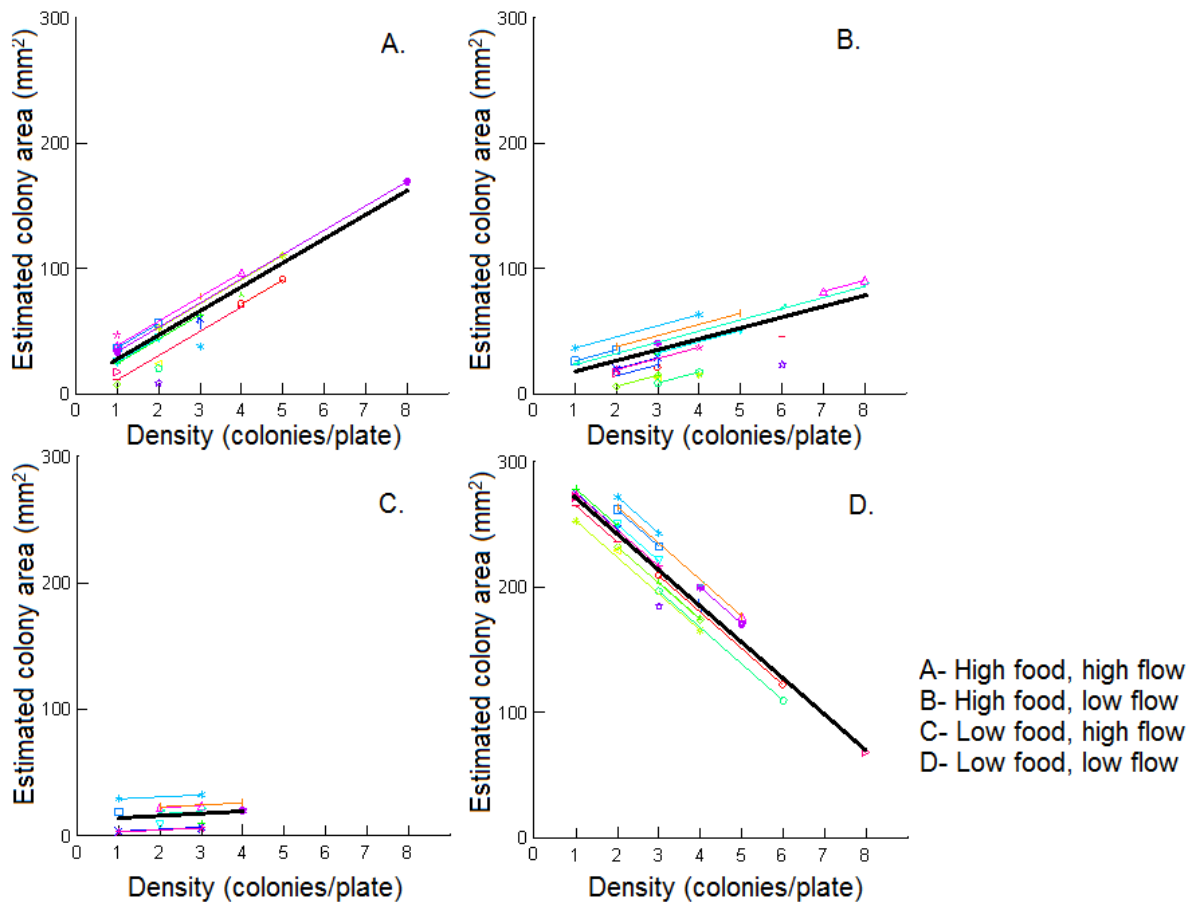 A.
Estimated colony area (mm²)
300
200
100
0
0 1 2 3 4 5 6 7 8
Density (colonies/plate)
B.
Estimated colony area (mm²)
300
200
100
0
0 1 2 3 4 5 6 7 8
Density (colonies/plate)
C.
Estimated colony area (mm²)
300
200
100
0
0 1 2 3 4 5 6 7 8
Density (colonies/plate)
D.
Estimated colony area (mm²)
300
200
100
0
0 1 2 3 4 5 6 7 8
Density (colonies/plate)
A- High food, high flow
B- High food, low flow
C- Low food, high flow
D- Low food, low flow